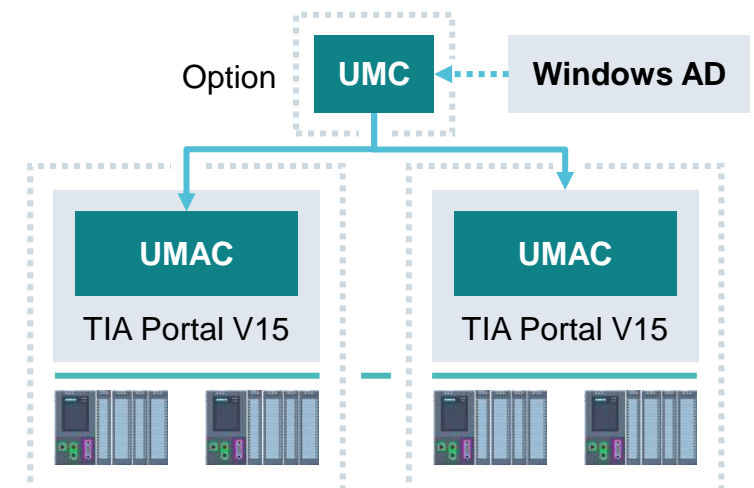 Option
UMC
Windows AD
UMAC
UMAC
TIA Portal V15
TIA Portal V15